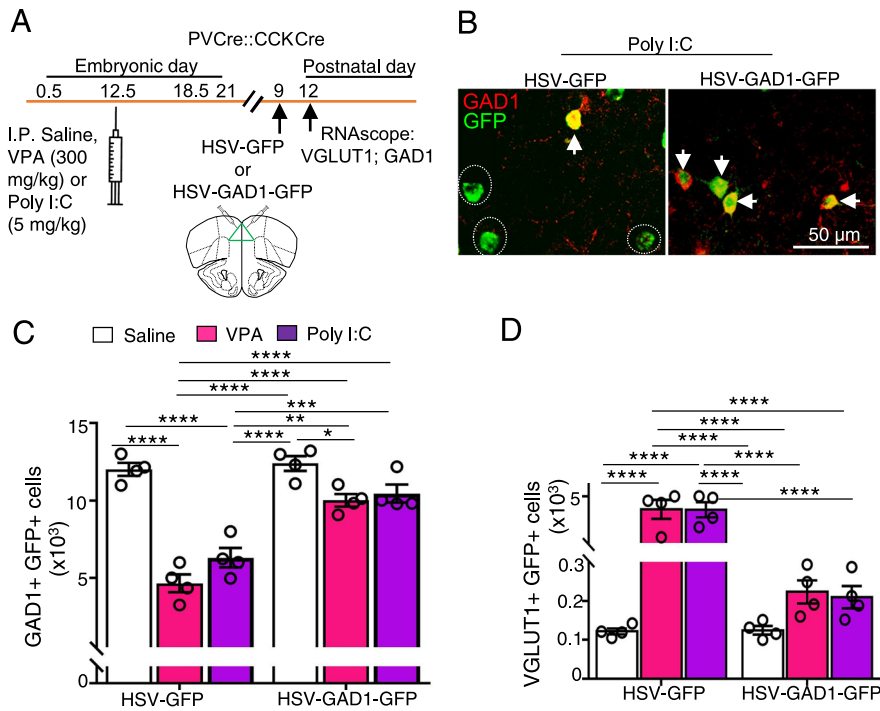 A
PVCre::CCKCre
Embryonic day
Postnatal day
0.5 12.5 18.5 21 9 12
I.P. Saline,
VPA (300
mg/kg) or
Poly I:C
(5 mg/kg)
HSV-GFP
or
HSV-GAD1-GFP
RNAscope:
VGLUT1; GAD1
B
Poly I:C
HSV-GFP
HSV-GAD1-GFP
GAD1
GFP
50 µm
C
Saline VPA Poly I:C
****
****
****
***
**** **
**** **** *
15
10
5
0
GAD1+ GFP+ cells
(x10³)
HSV-GFP HSV-GAD1-GFP
D
****
****
****
**** ****
**** ****
****
5
0.3
0.2
0.1
0
VGLUT1+ GFP+ cells
(x10³)
HSV-GFP HSV-GAD1-GFP